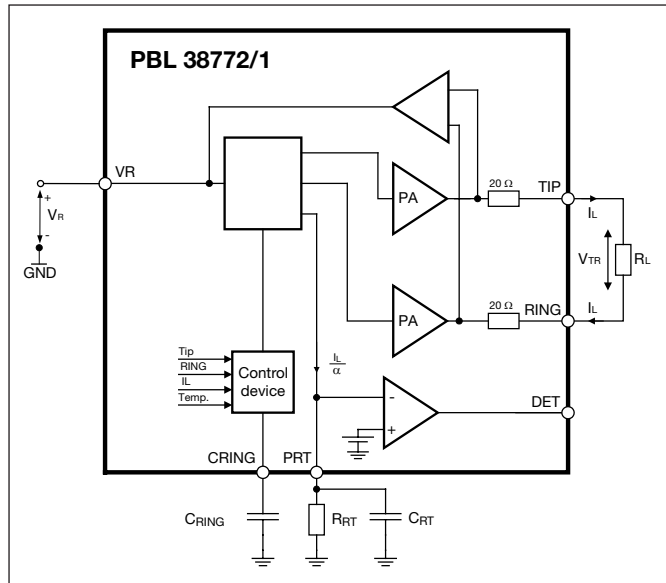 PBL 38772/1
VR
+
VR
-
GND
PA
20 Ω
TIP
IL
VTR
RL
PA
20 Ω
RING
IL
Tip
RING
IL
Temp.
Control
device
IL
α
-
+
DET
CRING
PRT
CRING
RRT
CRT